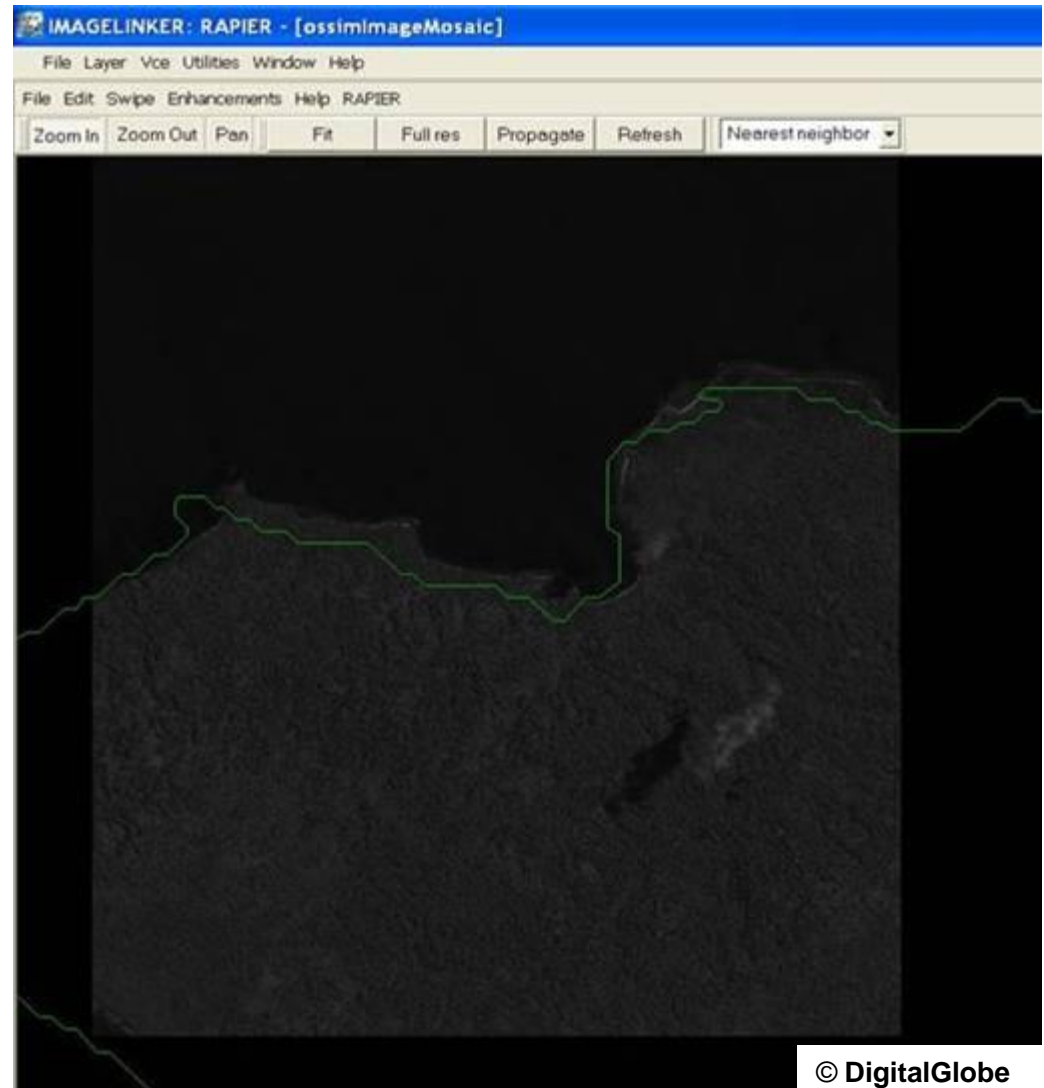 IMAGELINKER: RAPIER - [ossimImageMosaic]
File Layer Vce Utilities Window Help
File Edit Swipe Enhancements Help RAPIER
Zoom In Zoom Out Pan Fit Full res Propagate Refresh Nearest neighbor
© DigitalGlobe